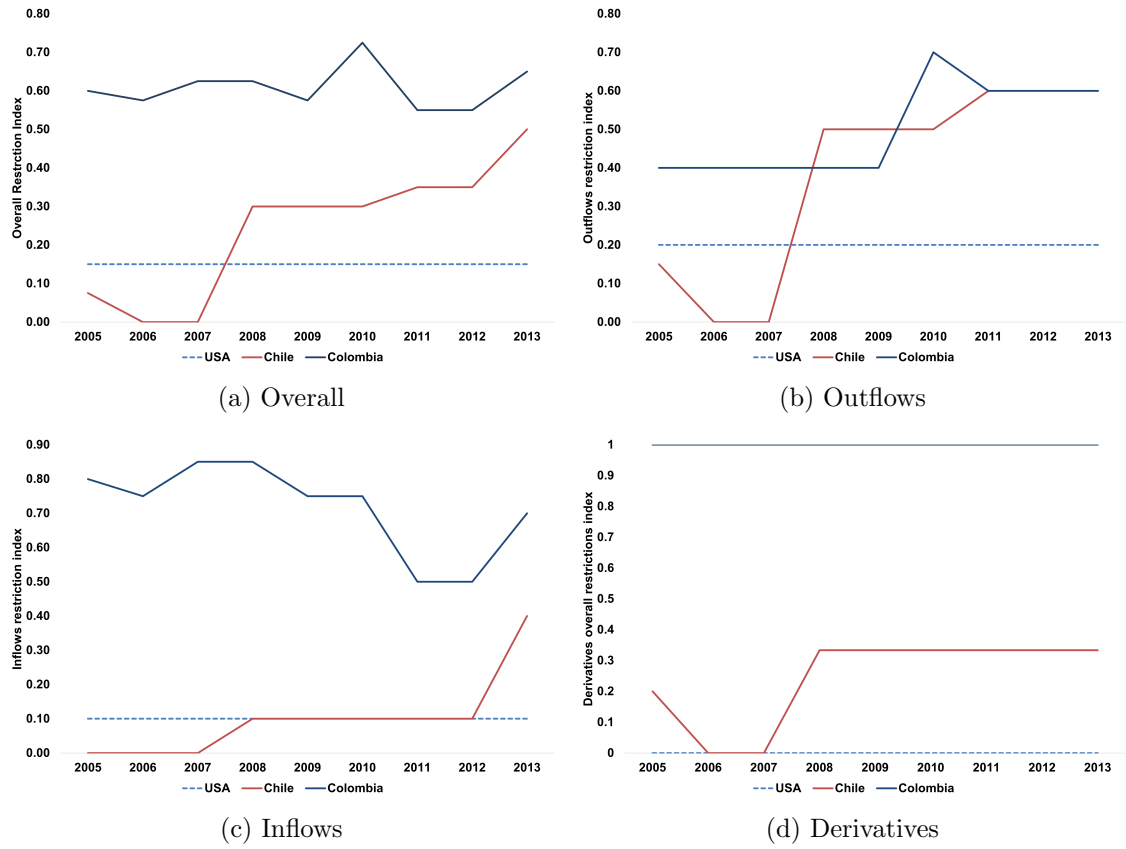 Overall Restrction Index
0.80
0.70
0.60
0.50
0.40
0.30
0.20
0.10
0.00
2005 2006 2007 2008 2009 2010 2011 2012 2013
USA Chile Colombia
(a) Overall
Outflows restriction index
0.80
0.70
0.60
0.50
0.40
0.30
0.20
0.10
0.00
2005 2006 2007 2008 2009 2010 2011 2012 2013
USA Chile Colombia
(b) Outflows
Inflows restriction index
0.90
0.80
0.70
0.60
0.50
0.40
0.30
0.20
0.10
0.00
2005 2006 2007 2008 2009 2010 2011 2012 2013
USA Chile Colombia
(c) Inflows
Derivatives overall restrictions index
1
0.9
0.8
0.7
0.6
0.5
0.4
0.3
0.2
0.1
0
2005 2006 2007 2008 2009 2010 2011 2012 2013
USA Chile Colombia
(d) Derivatives